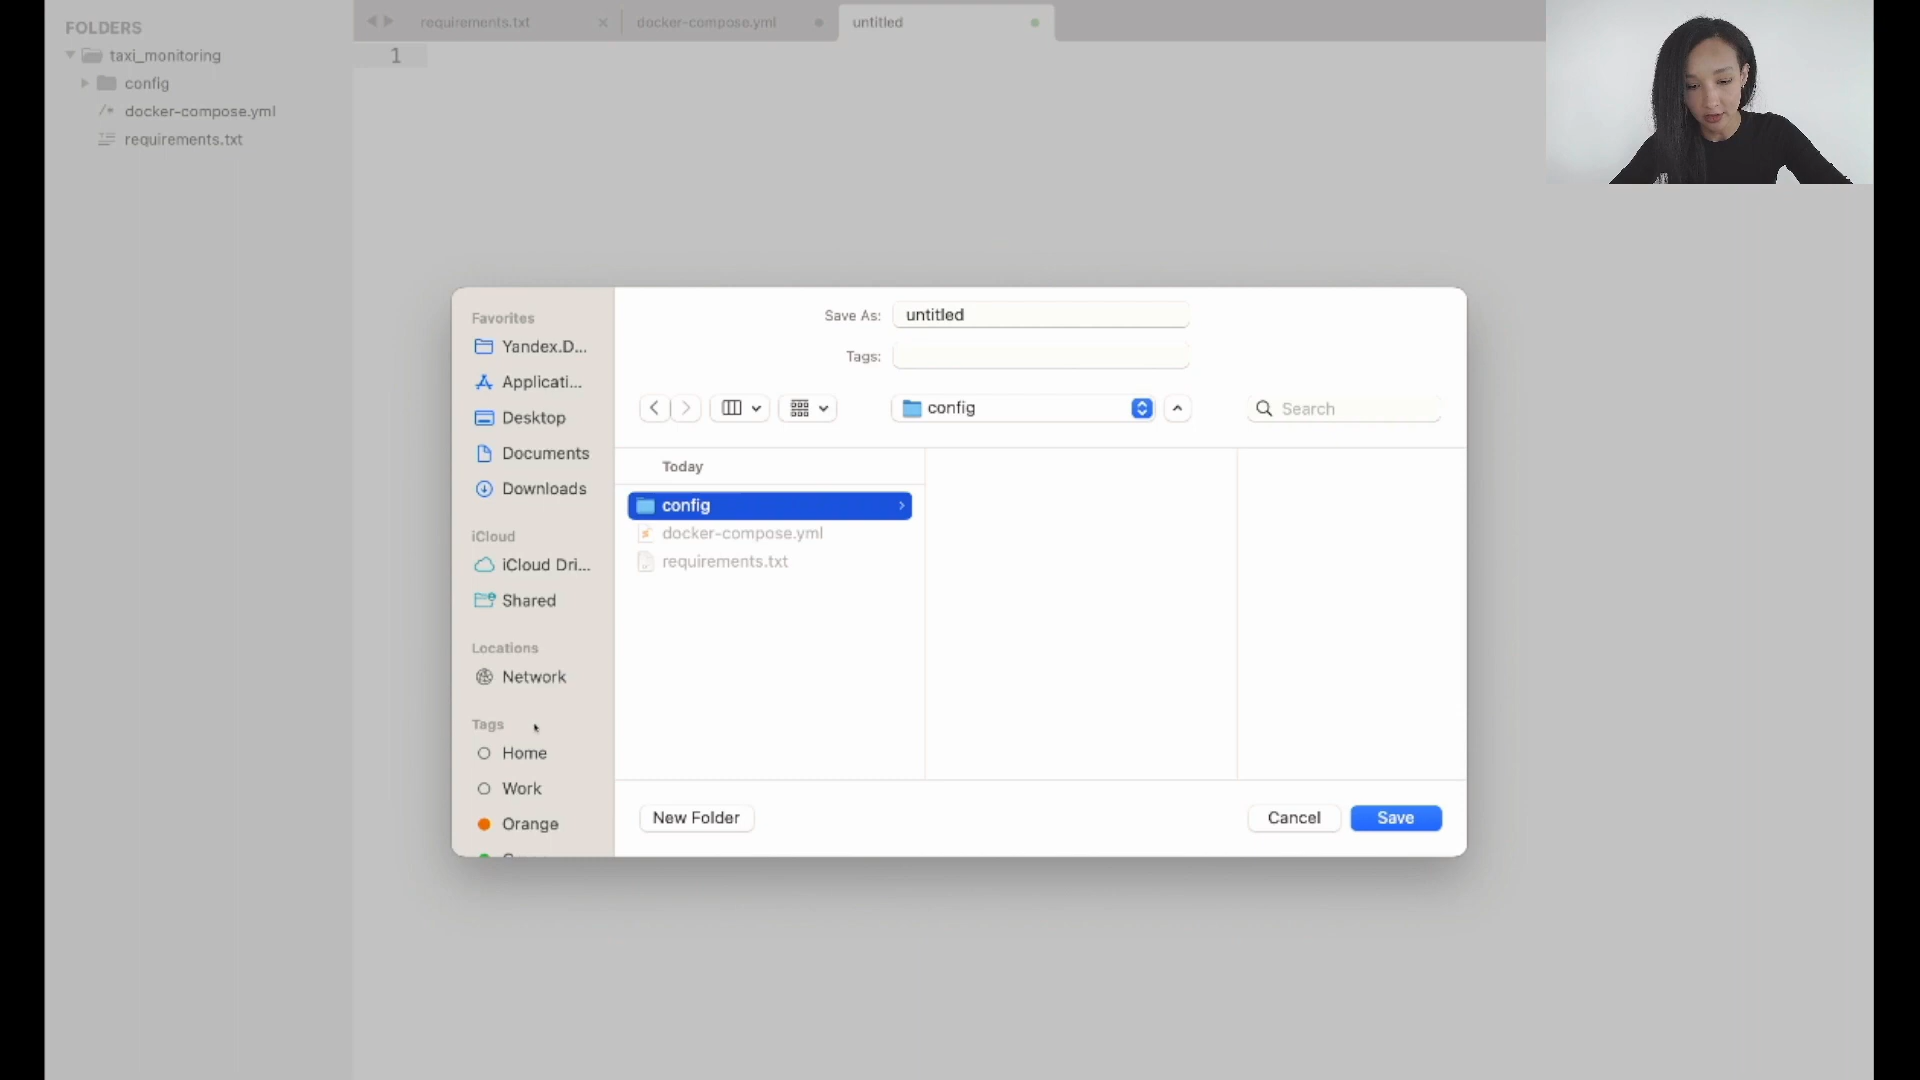 FOLDERS
taxi_monitoring
config
docker-compose.yml
requirements.txt
requirements.txt
docker-compose.yml
untitled
1
Favorites
Yandex.D...
Applicati...
Desktop
Documents
Downloads
iCloud
iCloud Dri...
Shared
Locations
Network
Tags
Home
Work
Orange
Save As: untitled
Tags:
config
Search
Today
config
docker-compose.yml
requirements.txt
New Folder
Cancel
Save